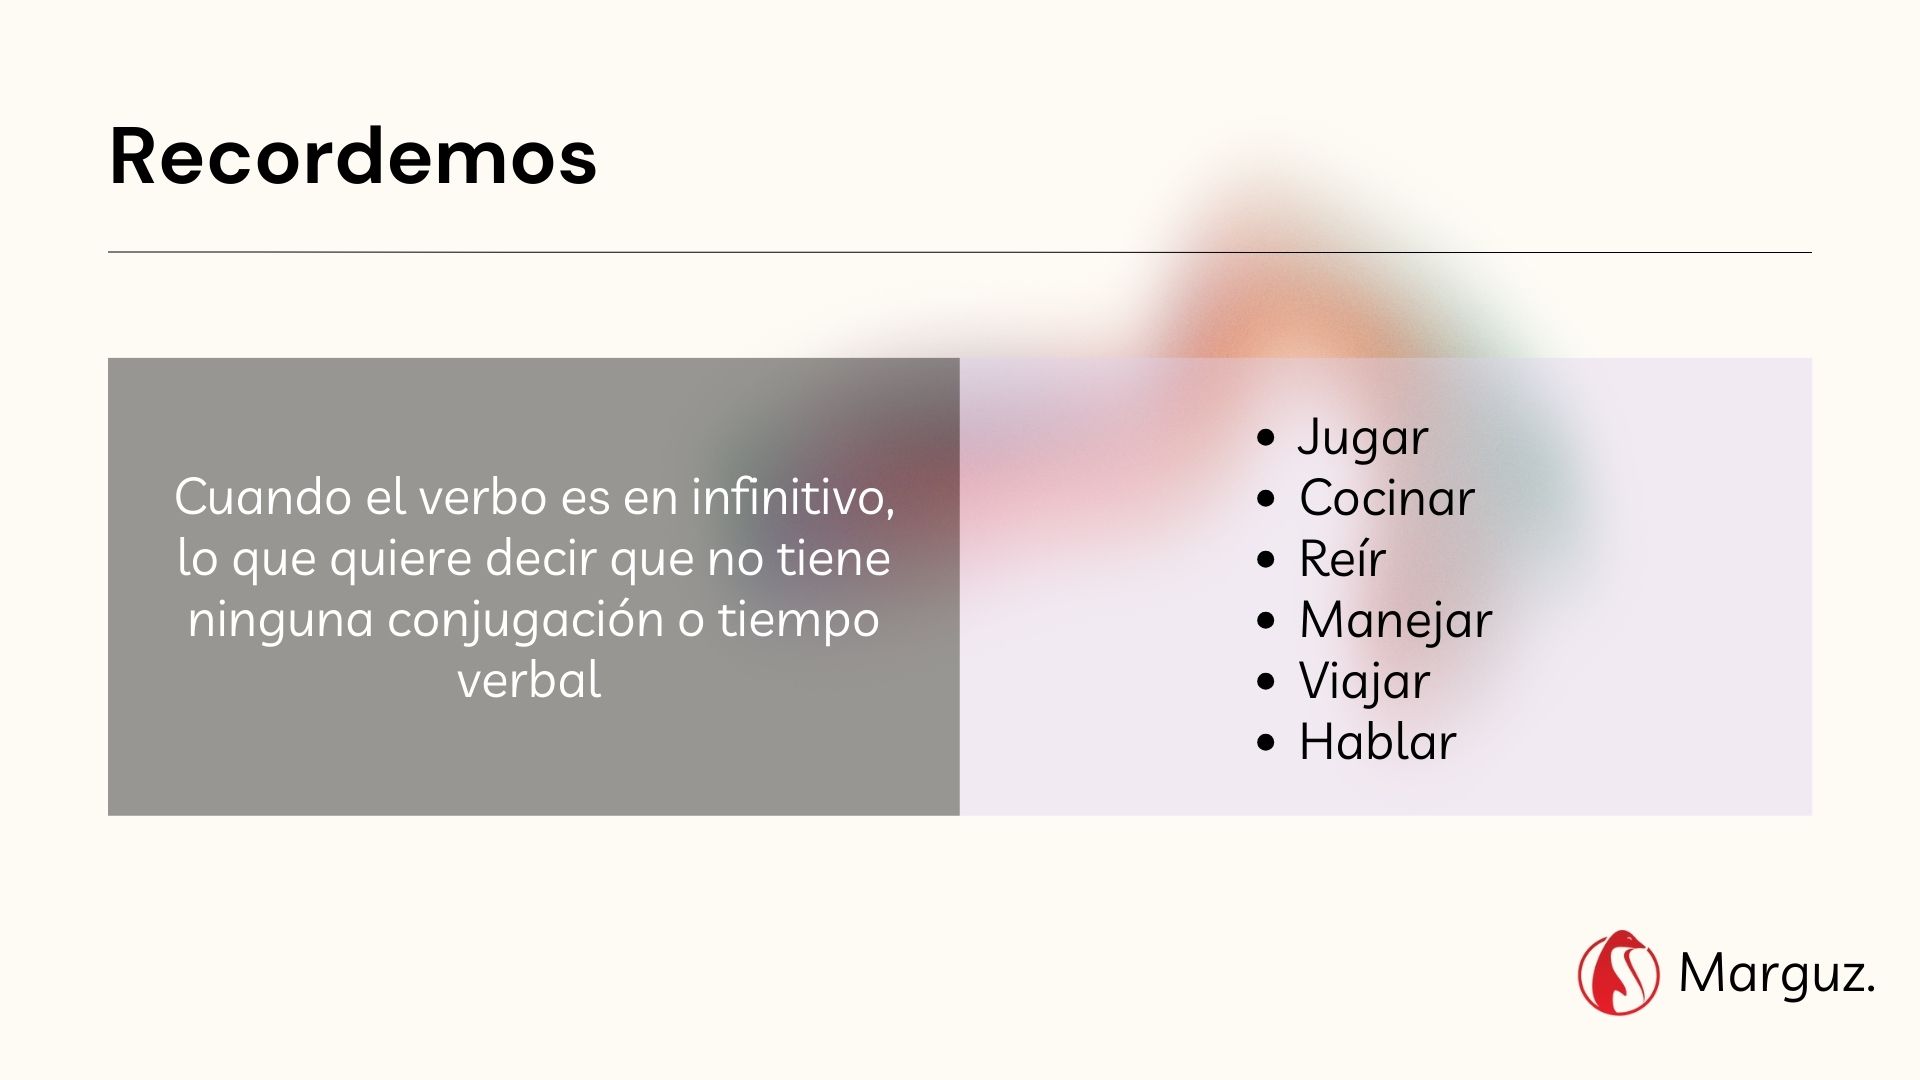 Recordemos
Cuando el verbo es en infinitivo,
lo que quiere decir que no tiene
ninguna conjugación o tiempo
verbal
• Jugar
• Cocinar
• Reír
• Manejar
• Viajar
• Hablar
Marguz.